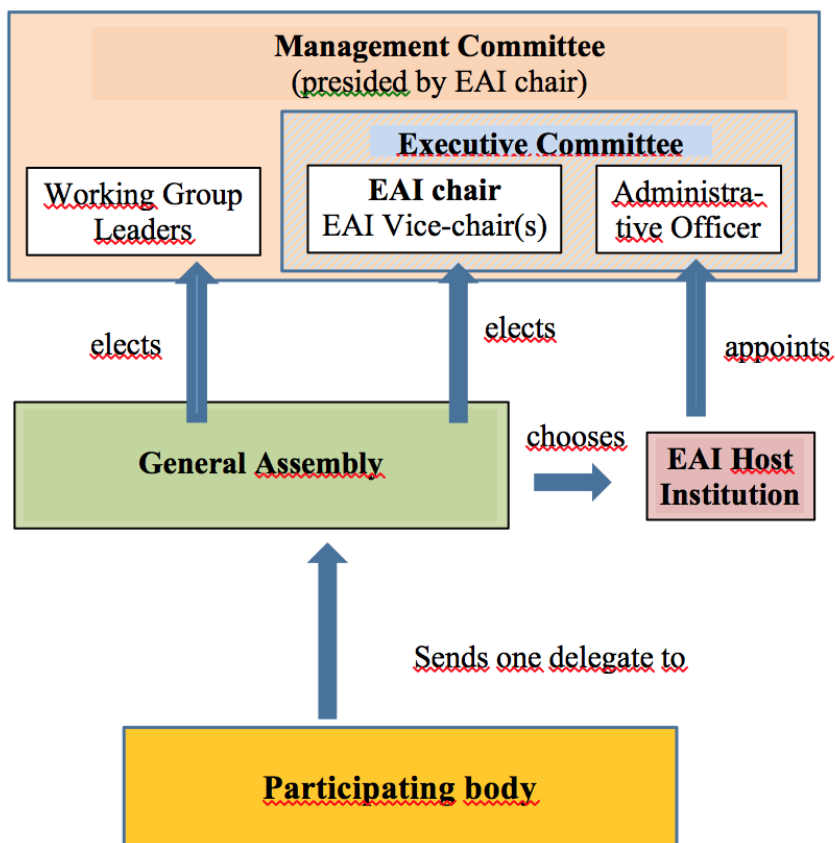 Management Committee
(presided by EAI chair)
Executive Committee
Working Group
Leaders
EAI chair
EAI Vice-chair(s)
Administra-
tive Officer
elects
elects
appoints
General Assembly
chooses
EAI Host
Institution
Sends one delegate to
Participating body